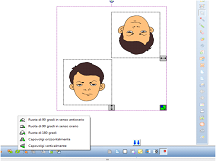 Ruota di 90 gradi in senso antiorario
Ruota di 90 gradi in senso orario
Ruota di 180 gradi
Capovolgi orizzontalmente
Capovolgi verticalmente